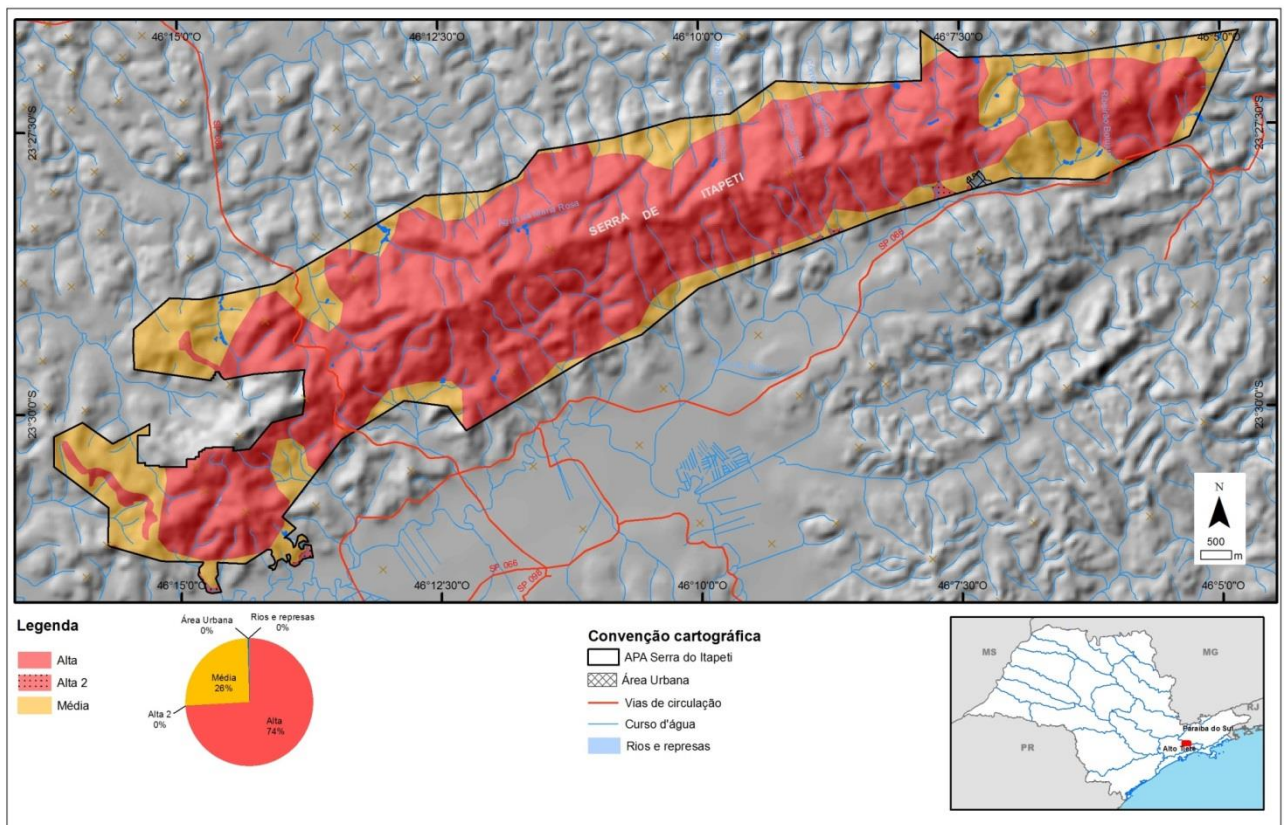 46°15'0"O
46°12'30"O
46°10'0"O
46°7'30"O
46°5'0"O
23°27'30"S
23°27'30"S
SERRA DE ITAPETI
SP 066
23°30'0"S
23°30'0"S
N
500 m
SP 066
46°15'0"O
46°12'30"O
46°10'0"O
46°7'30"O
46°5'0"O
Legenda
Alta
Alta 2
Média
Área Urbana
0%
Rios e represas
0%
Média
26%
Alta 2
0%
Alta
74%
Convenção cartográfica
APA Serra do Itapeti
Área Urbana
Vias de circulação
Curso d'água
Rios e represas
MS
MG
RJ
Paraíba do Sul
Alto Tietê
PR